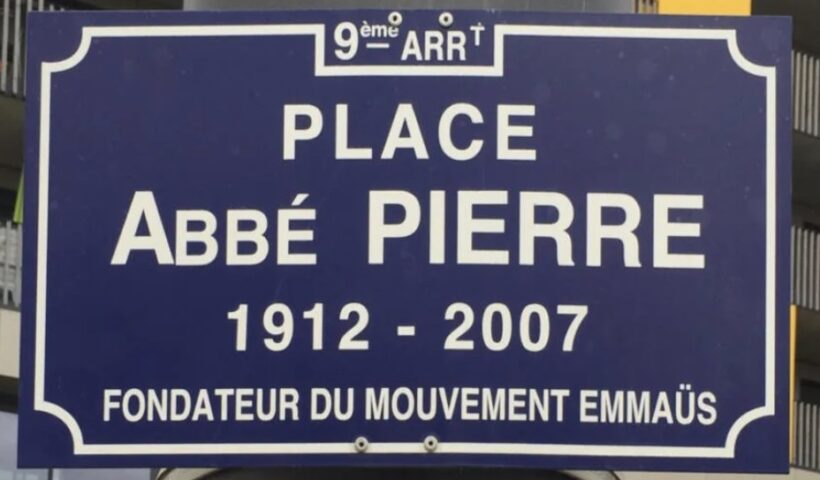 9ème ARRT
PLACE
ABBÉ PIERRE
1912 - 2007
FONDATEUR DU MOUVEMENT EMMAÜS